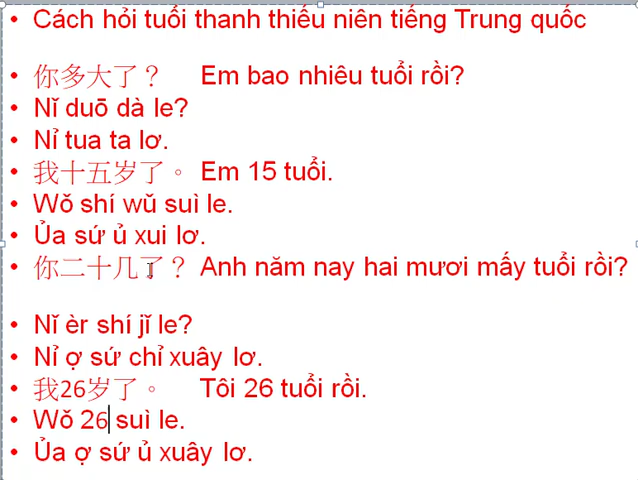 Cách hỏi tuổi thanh thiếu niên tiếng Trung quốc
你多大了？ Em bao nhiêu tuổi rồi?
Nǐ duō dà le?
Nỉ tua ta lơ.
我十五岁了。 Em 15 tuổi.
Wǒ shí wǔ suì le.
Ủa sứ ủ xui lơ.
你二十几了？ Anh năm nay hai mươi mấy tuổi rồi?
Nǐ èr shí jǐ le?
Nỉ ợ sứ chỉ xuây lơ.
我26岁了。 Tôi 26 tuổi rồi.
Wǒ 26 suì le.
Ủa ợ sứ ủ xuây lơ.